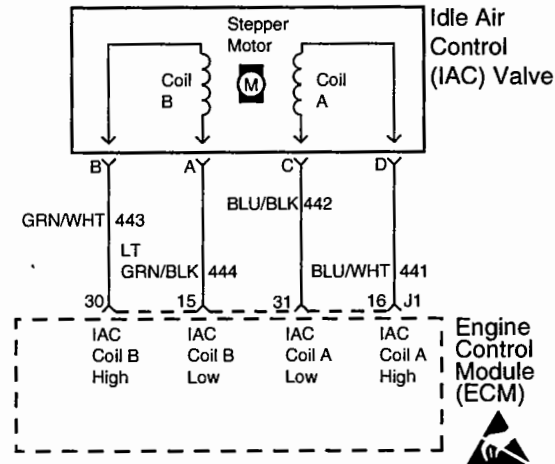 Idle Air
Control
(IAC) Valve
Stepper
Motor
Coil
B
M
Coil
A
B
A
C
D
GRN/WHT 443
LT
GRN/BLK 444
BLU/BLK 442
BLU/WHT 441
30
15
31
16 J1
IAC
Coil B
High
IAC
Coil B
Low
IAC
Coil A
Low
IAC
Coil A
High
Engine
Control
Module
(ECM)